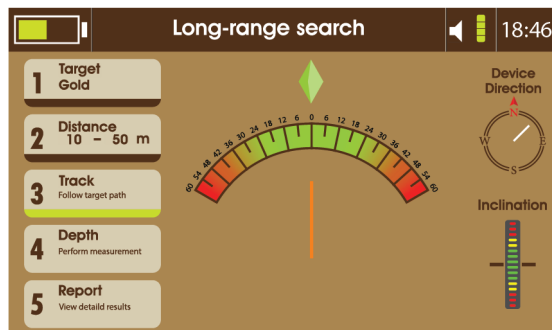 Long-range search
18:46
1 Target
Gold
2 Distance
10 - 50 m
3 Track
Follow target path
4 Depth
Perform measurement
5 Report
View detaild results
60 54 48 42 36 30 24 18 12 6 0 6 12 18 24 30 36 42 48 54 60
Device
Direction
N
W E
S
Inclination